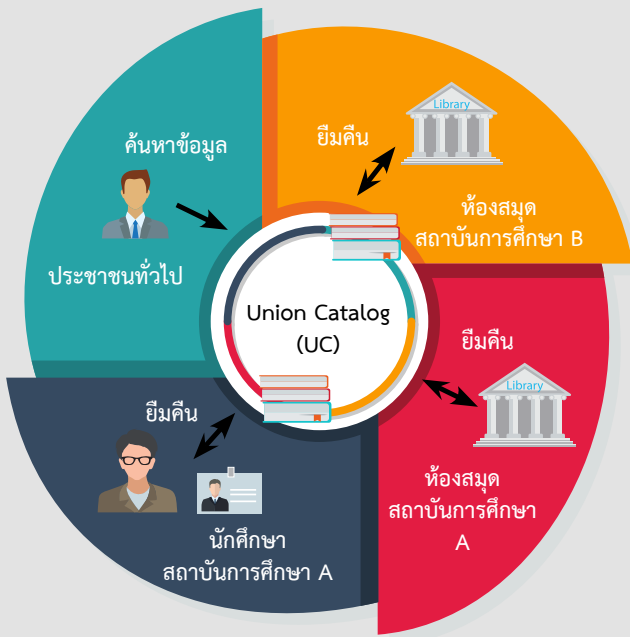 ค้นหาข้อมูล
ประชาชนทั่วไป
ยืมคืน
Library
ห้องสมุด
สถาบันการศึกษา B
Union Catalog
(UC)
ยืมคืน
Library
ห้องสมุด
สถาบันการศึกษา
A
ยืมคืน
นักศึกษา
สถาบันการศึกษา A